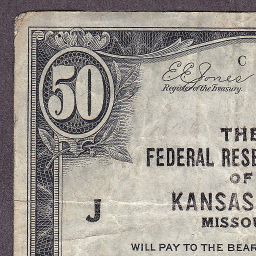 C
50
E.E. Jones
Register of the Treasury.
THE
FEDERAL RESE
OF
J
KANSAS
MISSOU
WILL PAY TO THE BEAR